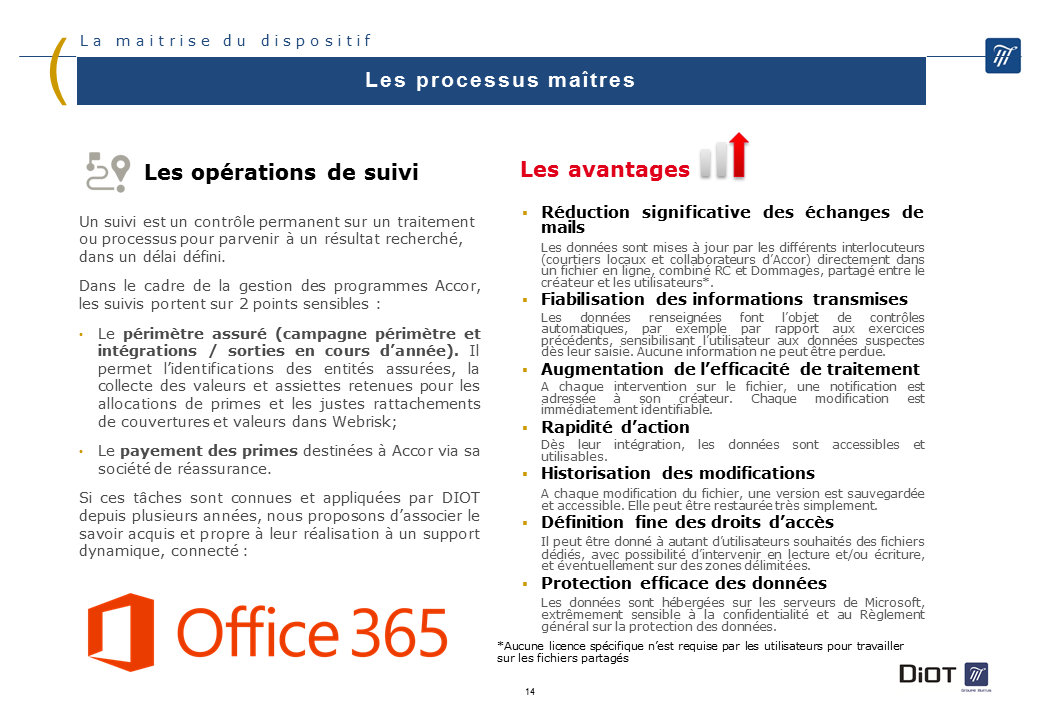 La maitrise du dispositif
Les processus maîtres
Les opérations de suivi
Un suivi est un contrôle permanent sur un traitement
ou processus pour parvenir à un résultat recherché,
dans un délai défini.
Dans le cadre de la gestion des programmes Accor,
les suivis portent sur 2 points sensibles :
• Le périmètre assuré (campagne périmètre et
intégrations / sorties en cours d’année). Il
permet l’identifications des entités assurées, la
collecte des valeurs et assiettes retenues pour les
allocations de primes et les justes rattachements
de couvertures et valeurs dans Webrisk;
• Le payement des primes destinées à Accor via sa
société de réassurance.
Si ces tâches sont connues et appliquées par DIOT
depuis plusieurs années, nous proposons d’associer le
savoir acquis et propre à leur réalisation à un support
dynamique, connecté :
Office 365
Les avantages
▪ Réduction significative des échanges de
mails
Les données sont mises à jour par les différents interlocuteurs
(courtiers locaux et collaborateurs d’Accor) directement dans
un fichier en ligne, combiné RC et Dommages, partagé entre le
créateur et les utilisateurs*.
▪ Fiabilisation des informations transmises
Les données renseignées font l’objet de contrôles
automatiques, par exemple par rapport aux exercices
précédents, sensibilisant l’utilisateur aux données suspectes
dès leur saisie. Aucune information ne peut être perdue.
▪ Augmentation de l’efficacité de traitement
A chaque intervention sur le fichier, une notification est
adressée à son créateur. Chaque modification est
immédiatement identifiable.
▪ Rapidité d’action
Dès leur intégration, les données sont accessibles et
utilisables.
▪ Historisation des modifications
A chaque modification du fichier, une version est sauvegardée
et accessible. Elle peut être restaurée très simplement.
▪ Définition fine des droits d’accès
Il peut être donné à autant d’utilisateurs souhaités des fichiers
dédiés, avec possibilité d’intervenir en lecture et/ou écriture,
et éventuellement sur des zones délimitées.
▪ Protection efficace des données
Les données sont hébergées sur les serveurs de Microsoft,
extrêmement sensible à la confidentialité et au Règlement
général sur la protection des données.
*Aucune licence spécifique n’est requise par les utilisateurs pour travailler
sur les fichiers partagés
DIOT
Groupe Burrus
14